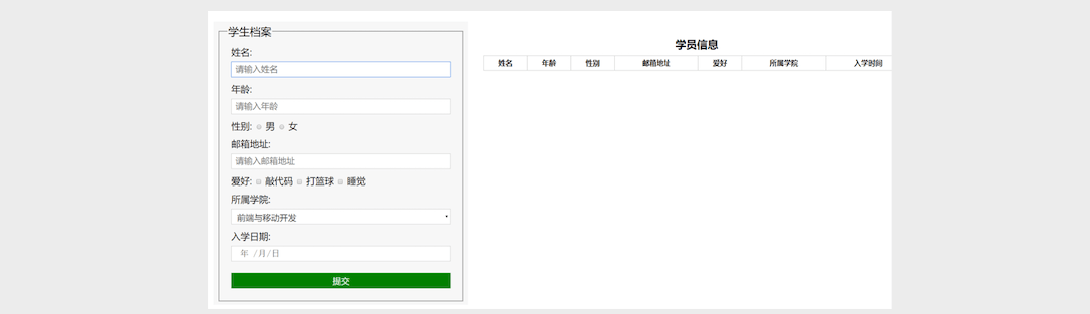 学生档案
姓名:
请输入姓名
年龄:
请输入年龄
性别: 男 女
邮箱地址:
请输入邮箱地址
爱好: 敲代码 打篮球 睡觉
所属学院:
前端与移动开发
入学日期:
年 /月/日
提交
学员信息
姓名 年龄 性别 邮箱地址 爱好 所属学院 入学时间